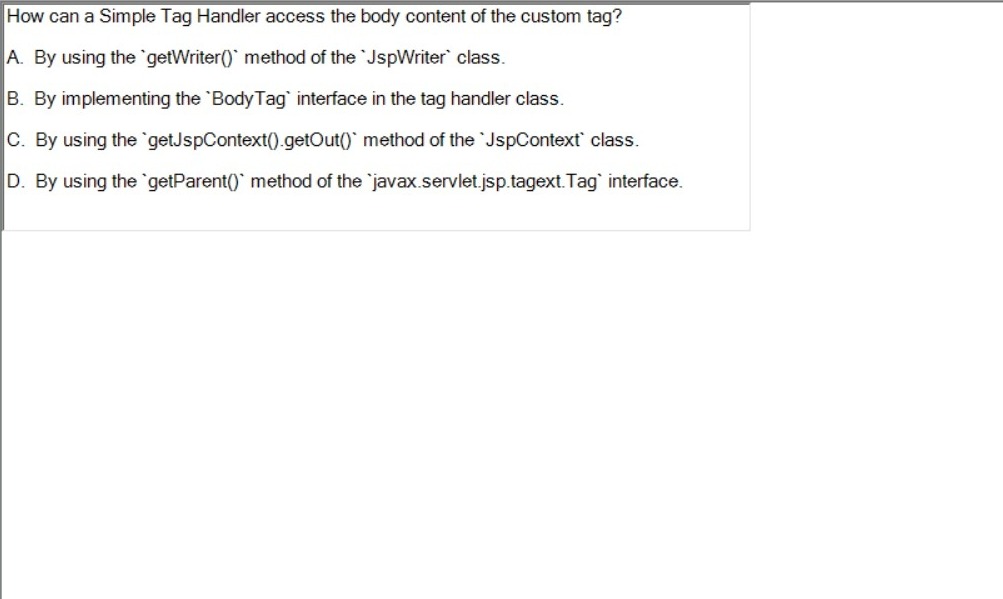 How can a Simple Tag Handler access the body content of the custom tag?
A. By using the `getWriter()` method of the `JspWriter` class.
B. By implementing the `BodyTag` interface in the tag handler class.
C. By using the `getJspContext().getOut()` method of the `JspContext` class.
D. By using the `getParent()` method of the `javax.servlet.jsp.tagext.Tag` interface.